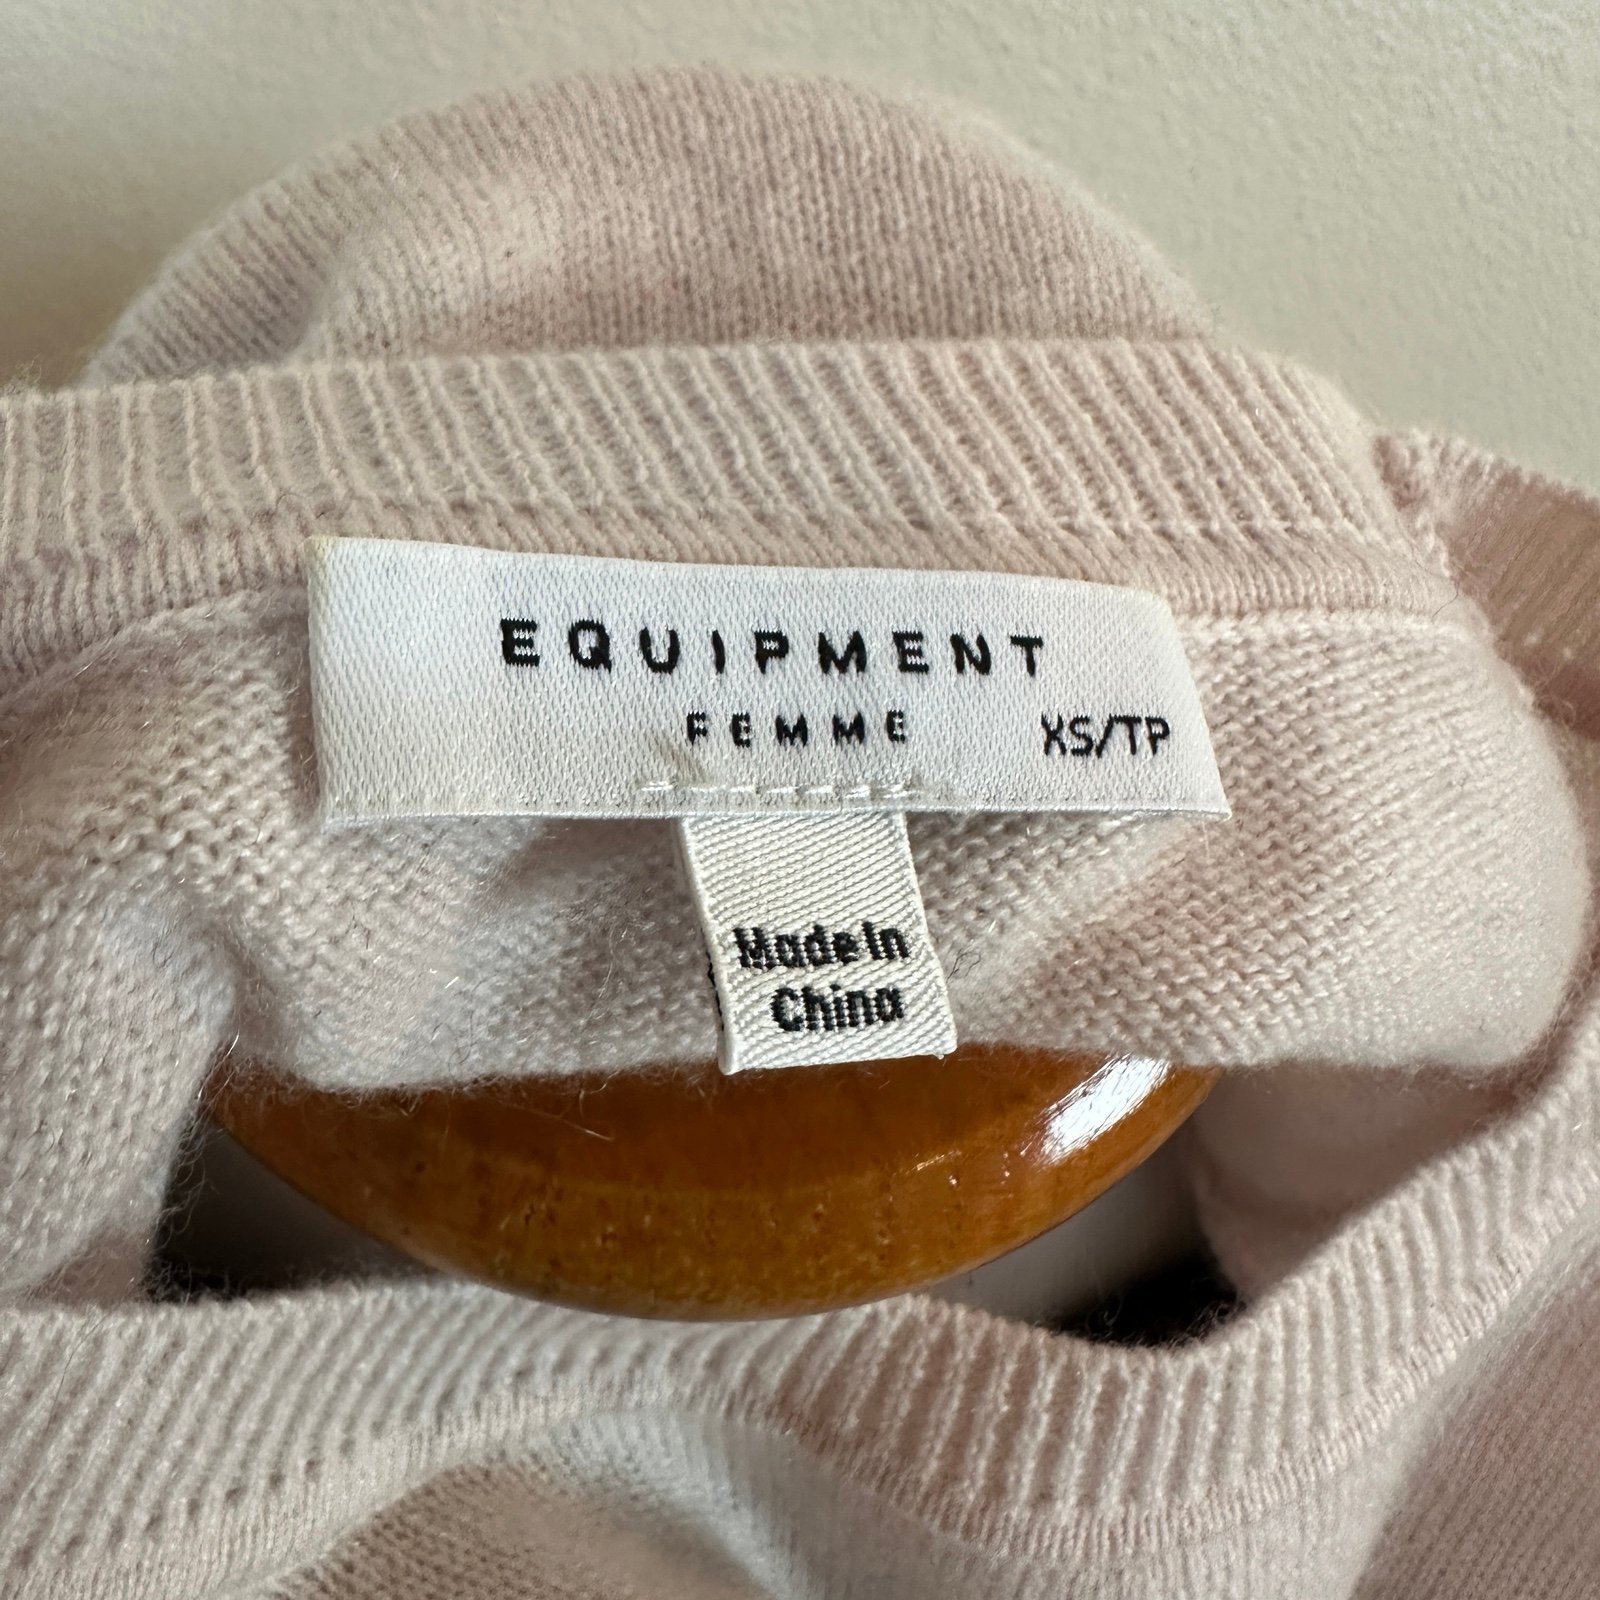 EQUIPMENT
FEMME XS/TP
Made In
China